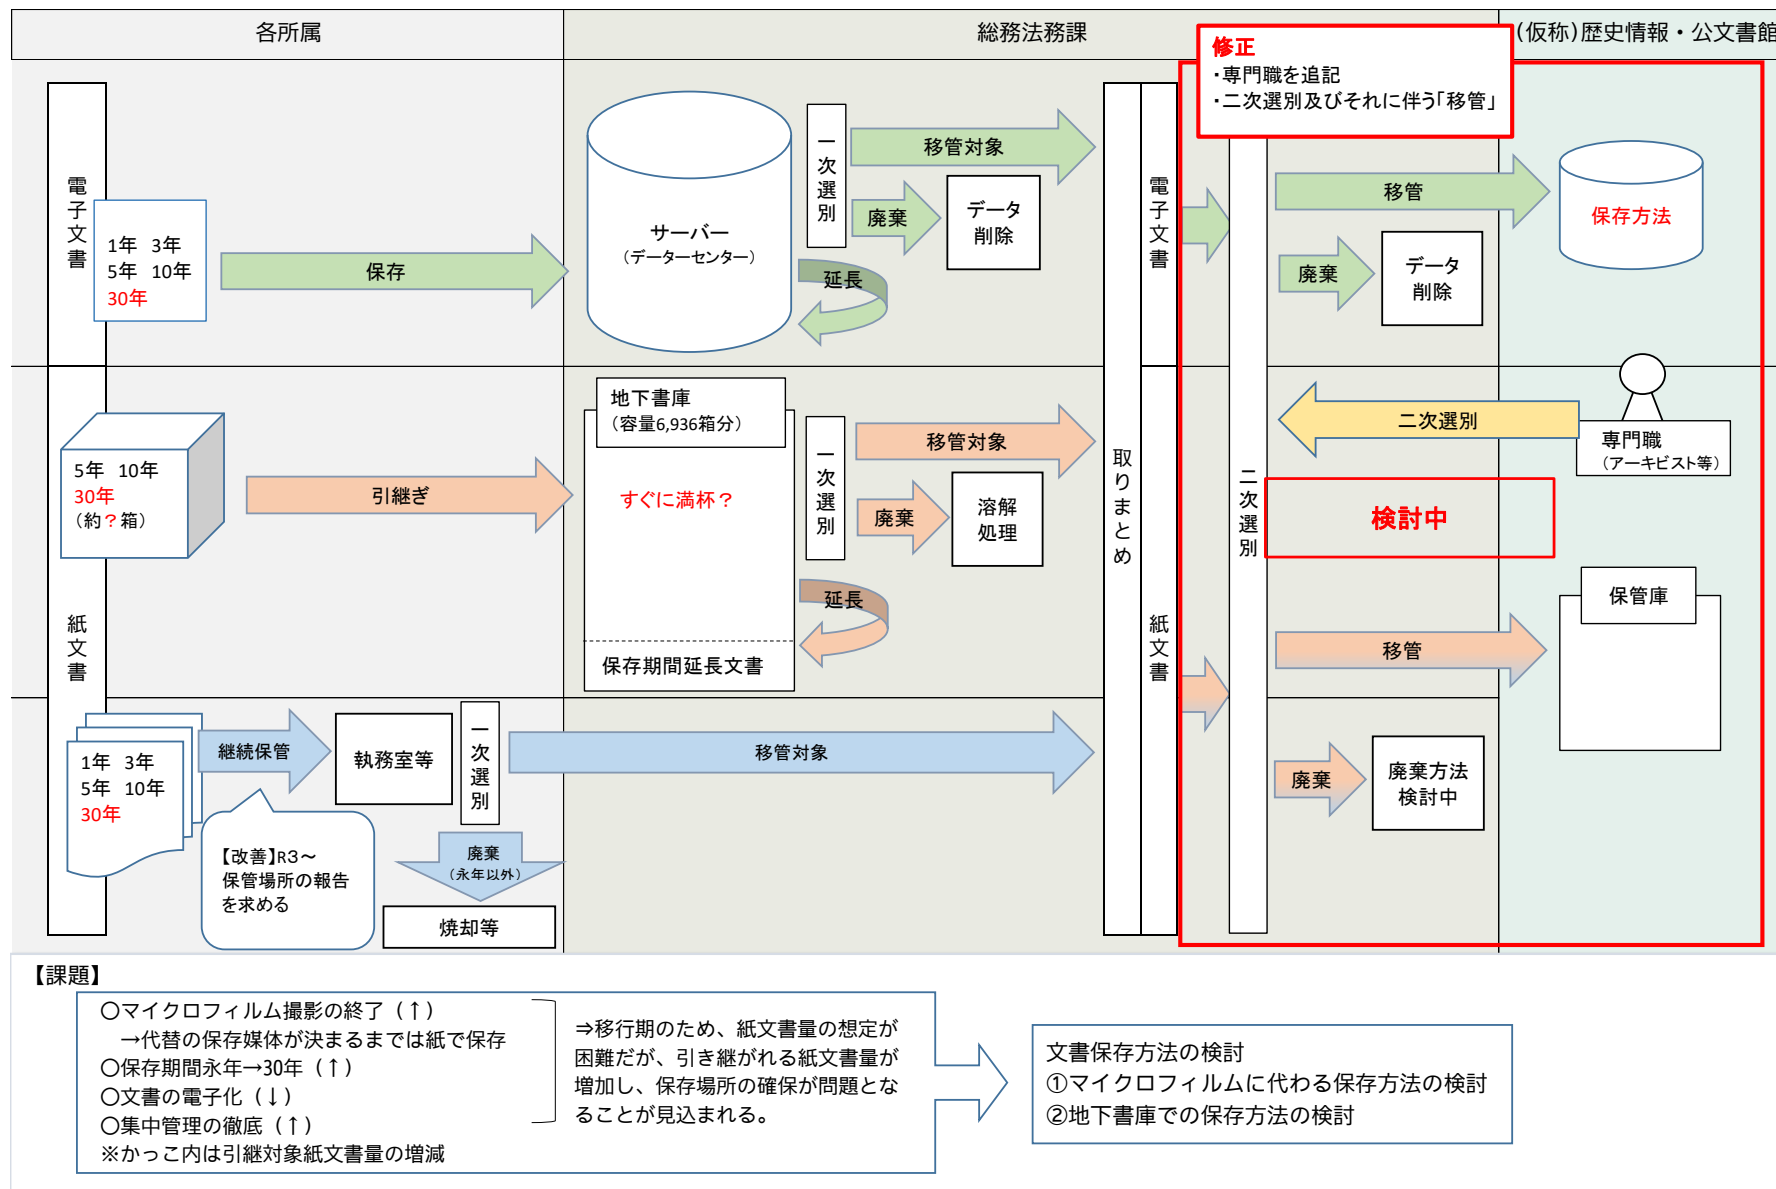 各所属
総務法務課
(仮称)歴史情報・公文書館
修正
・専門職を追記
・二次選別及びそれに伴う「移管」
電子文書
1年 3年
5年 10年
30年
保存
サーバー
(データーセンター)
一次選別
移管対象
廃棄
データ
削除
延長
取りまとめ
電子文書
二次選別
移管
廃棄
データ
削除
保存方法
紙文書
5年 10年
30年
(約?箱)
引継ぎ
地下書庫
(容量6,936箱分)
すぐに満杯?
保存期間延長文書
一次選別
移管対象
廃棄
溶解
処理
延長
紙文書
二次選別
専門職
(アーキビスト等)
検討中
移管
保管庫
廃棄
廃棄方法
検討中
1年 3年
5年 10年
30年
継続保管
執務室等
一次選別
移管対象
【改善】R3～
保管場所の報告
を求める
廃棄
(永年以外)
焼却等
【課題】
〇マイクロフィルム撮影の終了(↑)
→代替の保存媒体が決まるまでは紙で保存
〇保存期間永年→30年(↑)
〇文書の電子化(↓)
〇集中管理の徹底(↑)
※かっこ内は引継対象紙文書量の増減
⇒移行期のため、紙文書量の想定が
困難だが、引き継がれる紙文書量が
増加し、保存場所の確保が問題とな
ることが見込まれる。
文書保存方法の検討
①マイクロフィルムに代わる保存方法の検討
②地下書庫での保存方法の検討